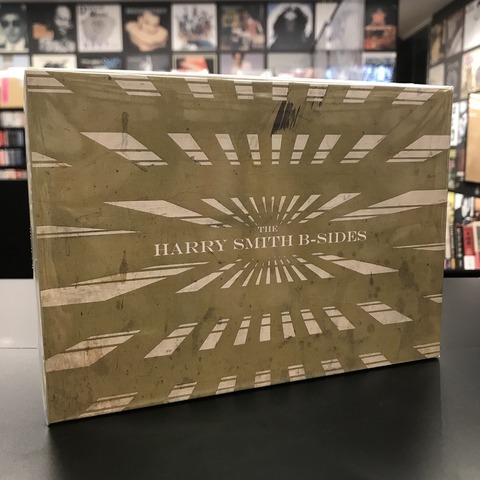 THE
HARRY SMITH B-SIDES